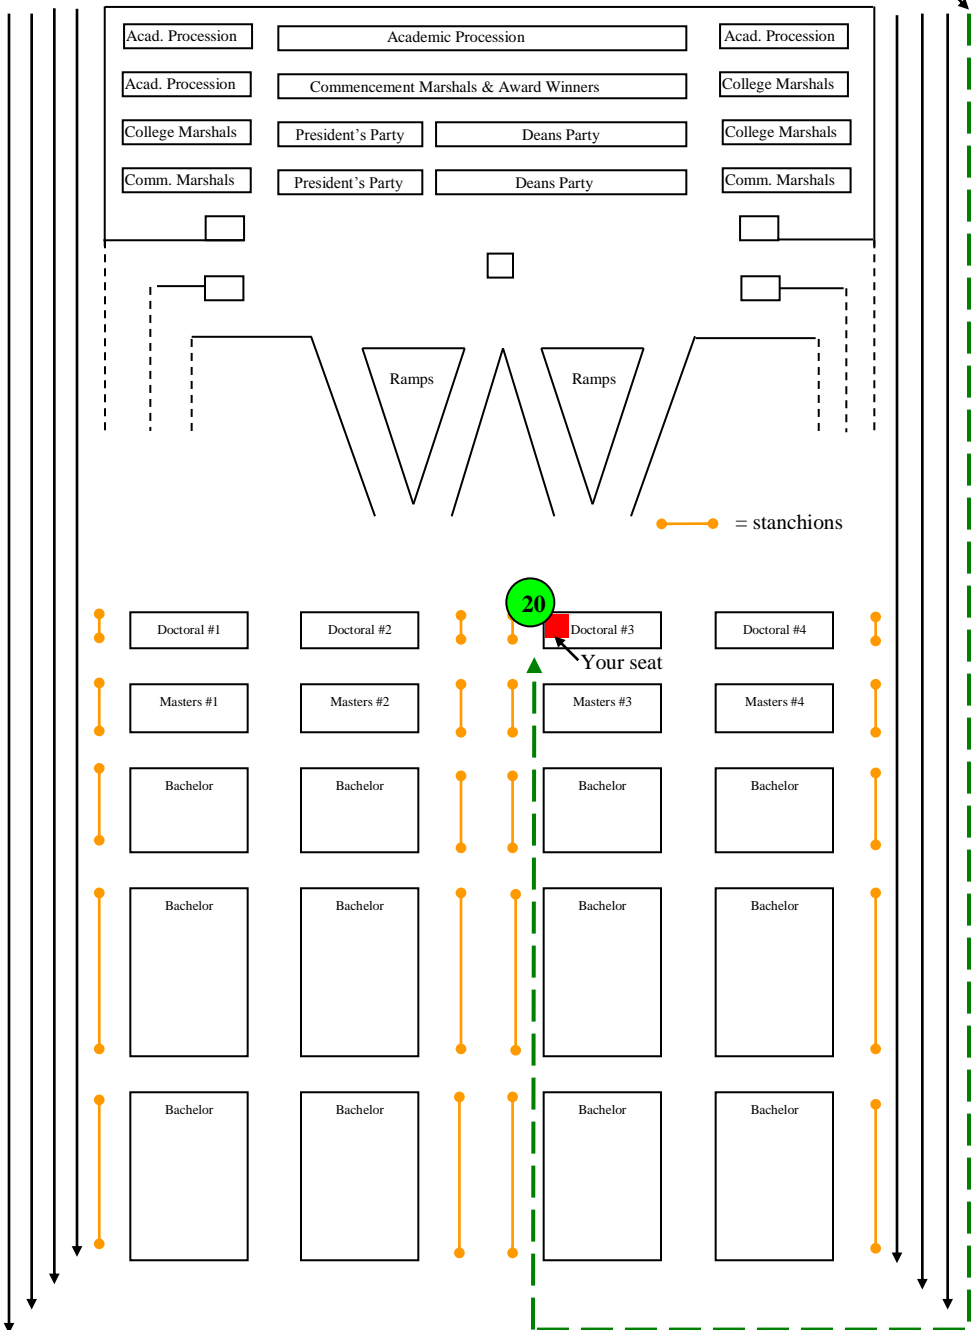 Acad. Procession
Academic Procession
Acad. Procession
Acad. Procession
Commencement Marshals & Award Winners
College Marshals
College Marshals
President’s Party
Deans Party
College Marshals
Comm. Marshals
President’s Party
Deans Party
Comm. Marshals
Ramps
Ramps
= stanchions
20
Doctoral #1
Doctoral #2
Doctoral #3
Doctoral #4
Your seat
Masters #1
Masters #2
Masters #3
Masters #4
Bachelor
Bachelor
Bachelor
Bachelor
Bachelor
Bachelor
Bachelor
Bachelor
Bachelor
Bachelor
Bachelor
Bachelor